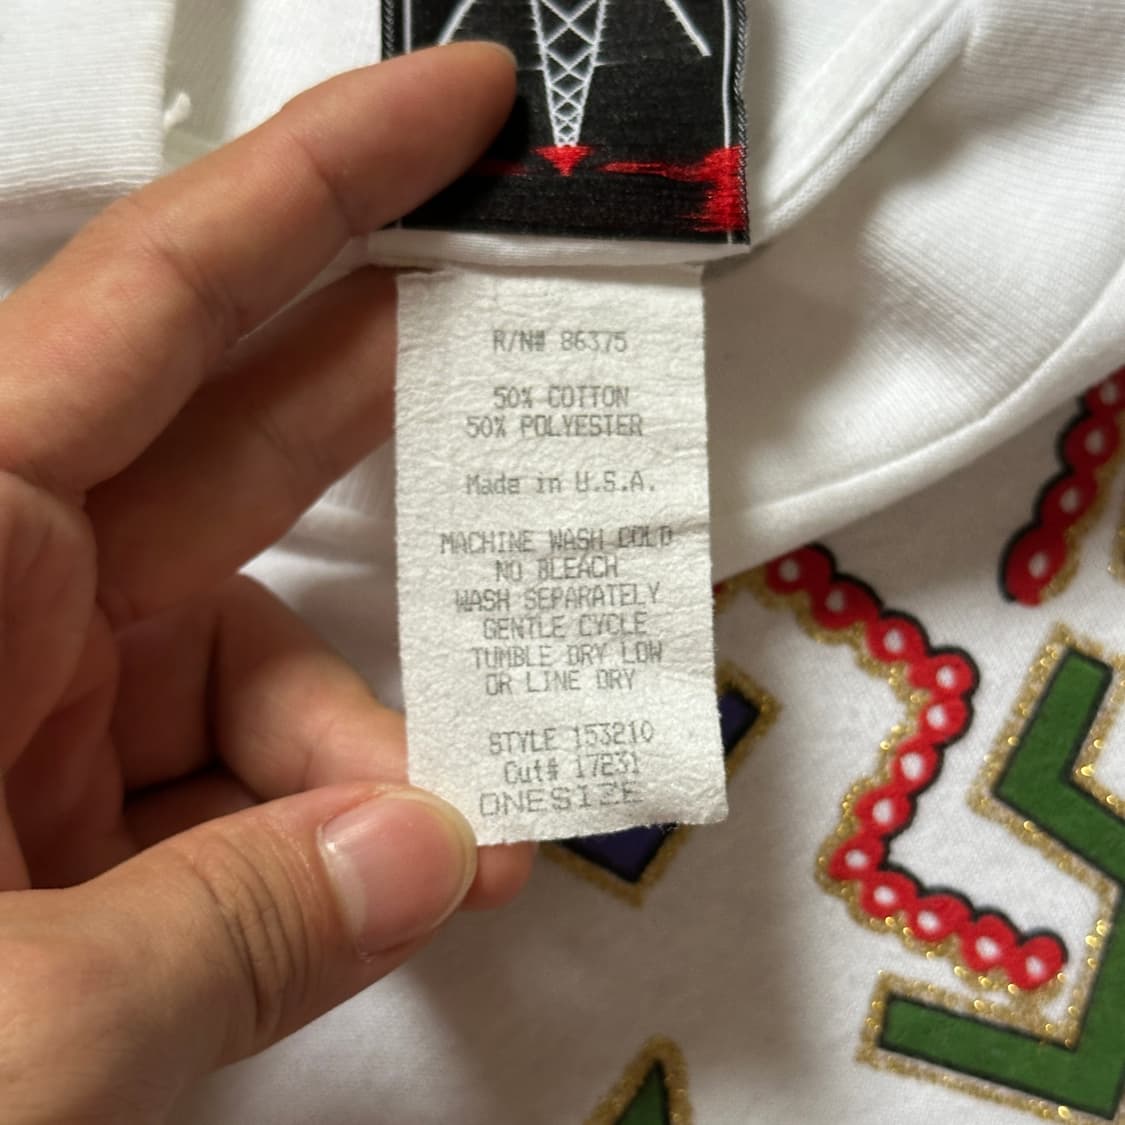 R/N# 86375
50% COTTON
50% POLYESTER
Made in U.S.A.
MACHINE WASH COLD
NO BLEACH
WASH SEPARATELY
GENTLE CYCLE
TUMBLE DRY LOW
OR LINE DRY
STYLE 153210
Cut# 17231
ONESIZE